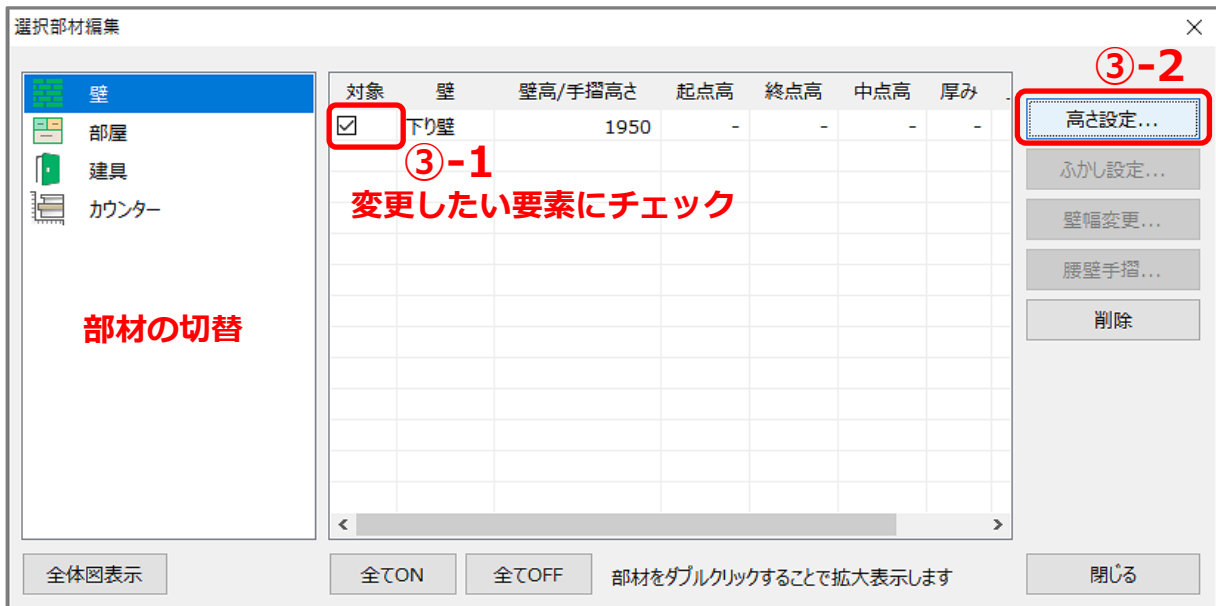 選択部材編集
壁
部屋
建具
カウンター
部材の切替
対象 壁 壁高/手摺高さ 起点高 終点高 中点高 厚み
下り壁 1950 - - - -
③-1
変更したい要素にチェック
③-2
高さ設定...
ふかし設定...
壁幅変更...
腰壁手摺...
削除
全体図表示
全てON
全てOFF
部材をダブルクリックすることで拡大表示します
閉じる